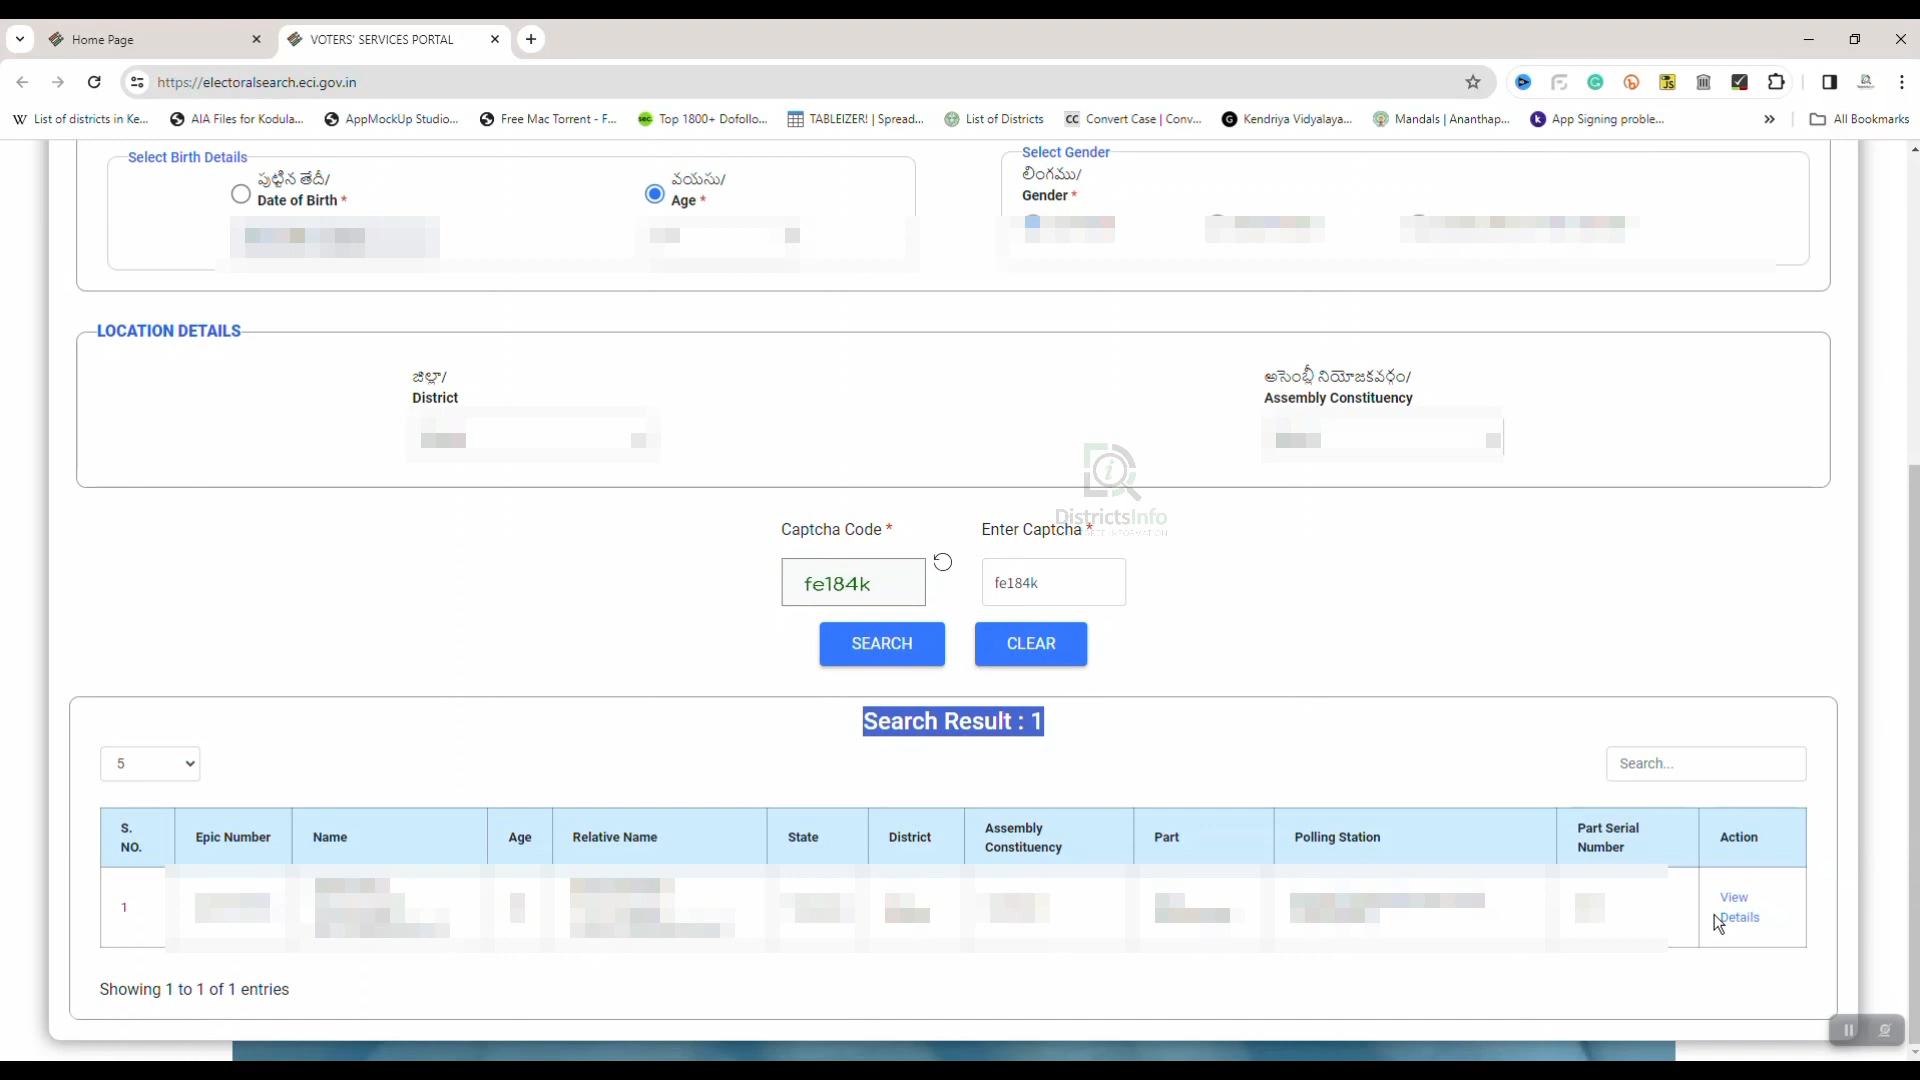 Home Page
VOTERS' SERVICES PORTAL
https://electoralsearch.eci.gov.in
List of districts in Ke...
AIA Files for Kodula...
AppMockUp Studio...
Free Mac Torrent - F...
Top 1800+ Dofollo...
TABLEIZER! | Spread...
List of Districts
CC Convert Case | Conv...
Kendriya Vidyalaya...
Mandals | Ananthap...
App Signing proble...
All Bookmarks
Select Birth Details
పుట్టిన తేదీ/
Date of Birth *
వయసు/
Age *
Select Gender
లింగము/
Gender *
LOCATION DETAILS
జిల్లా/
District
అసెంబ్లీ నియోజకవర్గం/
Assembly Constituency
DistrictsInfo
Captcha Code *
Enter Captcha *
fe184k
fe184k
SEARCH
CLEAR
Search Result : 1
5
Search...
S. NO.
Epic Number
Name
Age
Relative Name
State
District
Assembly Constituency
Part
Polling Station
Part Serial Number
Action
1
View
Details
Showing 1 to 1 of 1 entries